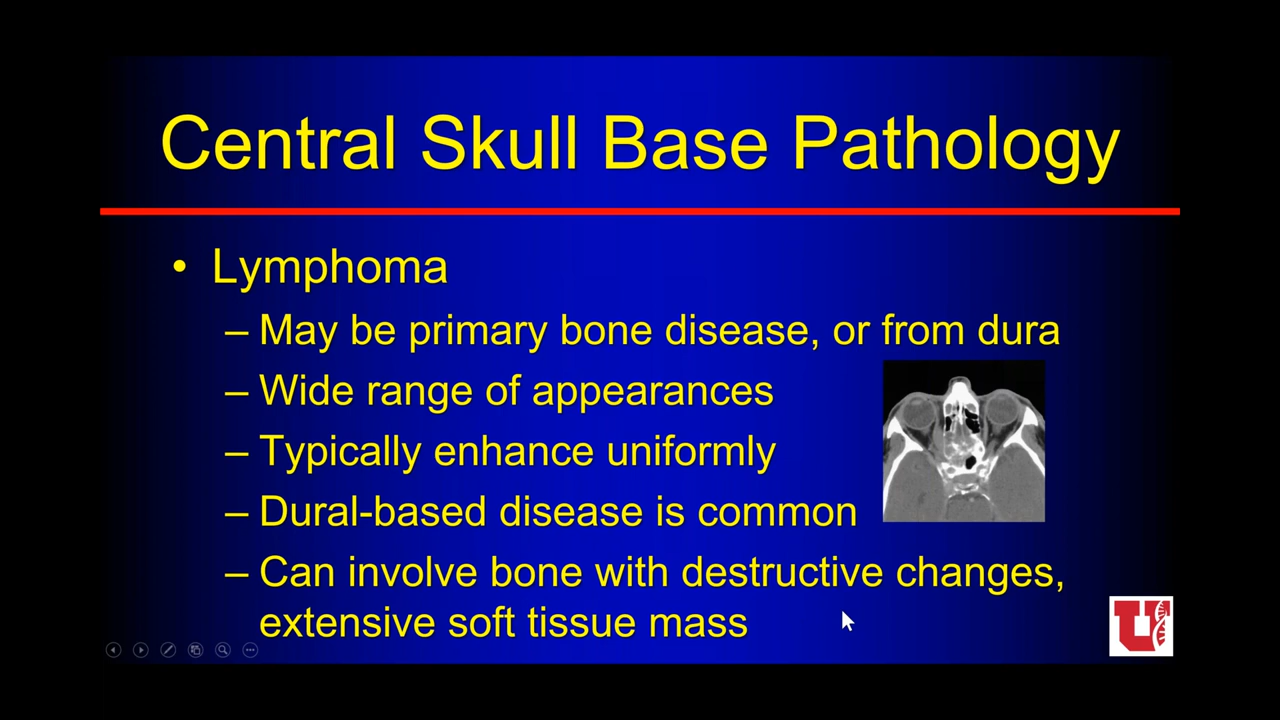 Central Skull Base Pathology
• Lymphoma
– May be primary bone disease, or from dura
– Wide range of appearances
– Typically enhance uniformly
– Dural-based disease is common
– Can involve bone with destructive changes,
extensive soft tissue mass
U